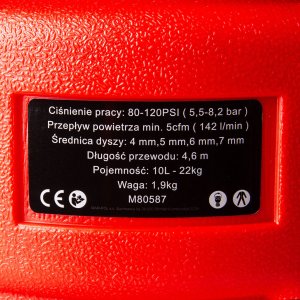 Ciśnienie pracy: 80-120PSI ( 5,5-8,2 bar )
Przepływ powietrza min. 5cfm ( 142 l/min )
Średnica dyszy: 4 mm,5 mm,6 mm,7 mm
Długość przewodu: 4,6 m
Pojemność: 10L - 22kg
Waga: 1,9kg
M80587
CE